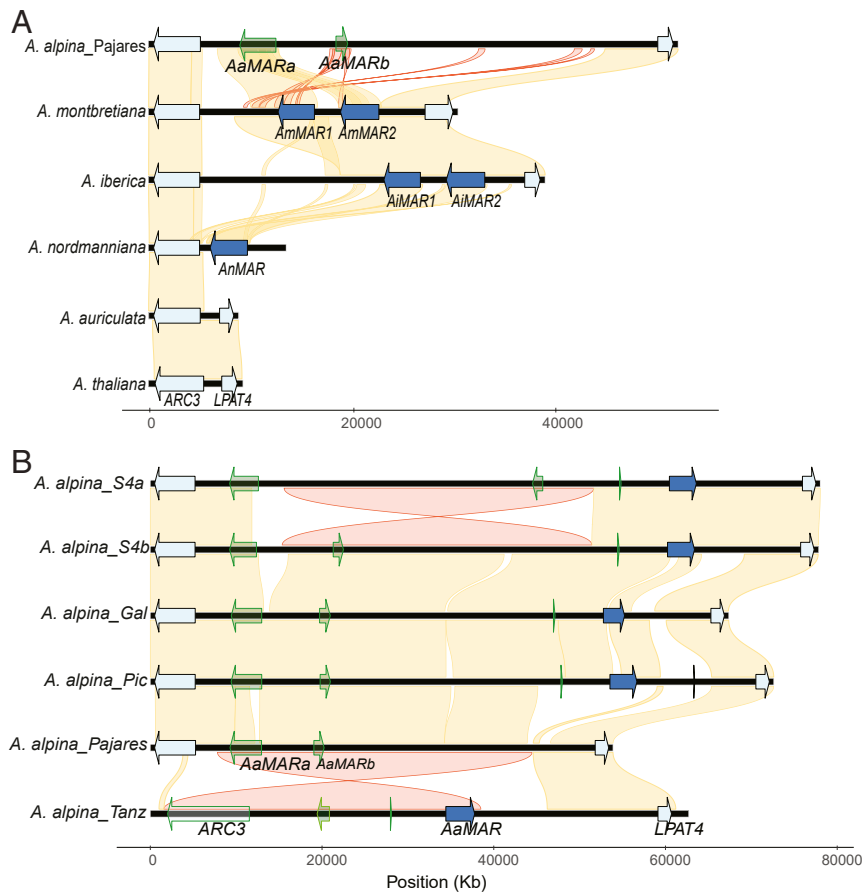 A
A. alpina_Pajares
AaMARa
AaMARb
A. montbretiana
AmMAR1
AmMAR2
A. iberica
AiMAR1
AiMAR2
A. nordmanniana
AnMAR
A. auriculata
A. thaliana
ARC3
LPAT4
0
20000
40000
B
A. alpina_S4a
A. alpina_S4b
A. alpina_Gal
A. alpina_Pic
A. alpina_Pajares
AaMARa
AaMARb
A. alpina_Tanz
ARC3
AaMAR
LPAT4
0
20000
40000
60000
80000
Position (Kb)